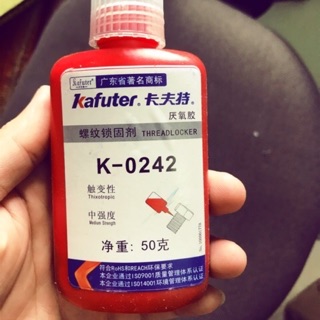 Kafuter
广东省著名商标
Kafuter® 卡夫特®
厌氧胶
螺纹锁固剂 THREADLOCKER
K-0242
触变性
Thixotropic
中强度
Medium Strength
净重: 50克
符合RoHS和REACH环保要求
本企业通过ISO9001质量管理体系认证
本企业通过ISO14001环境管理体系认证